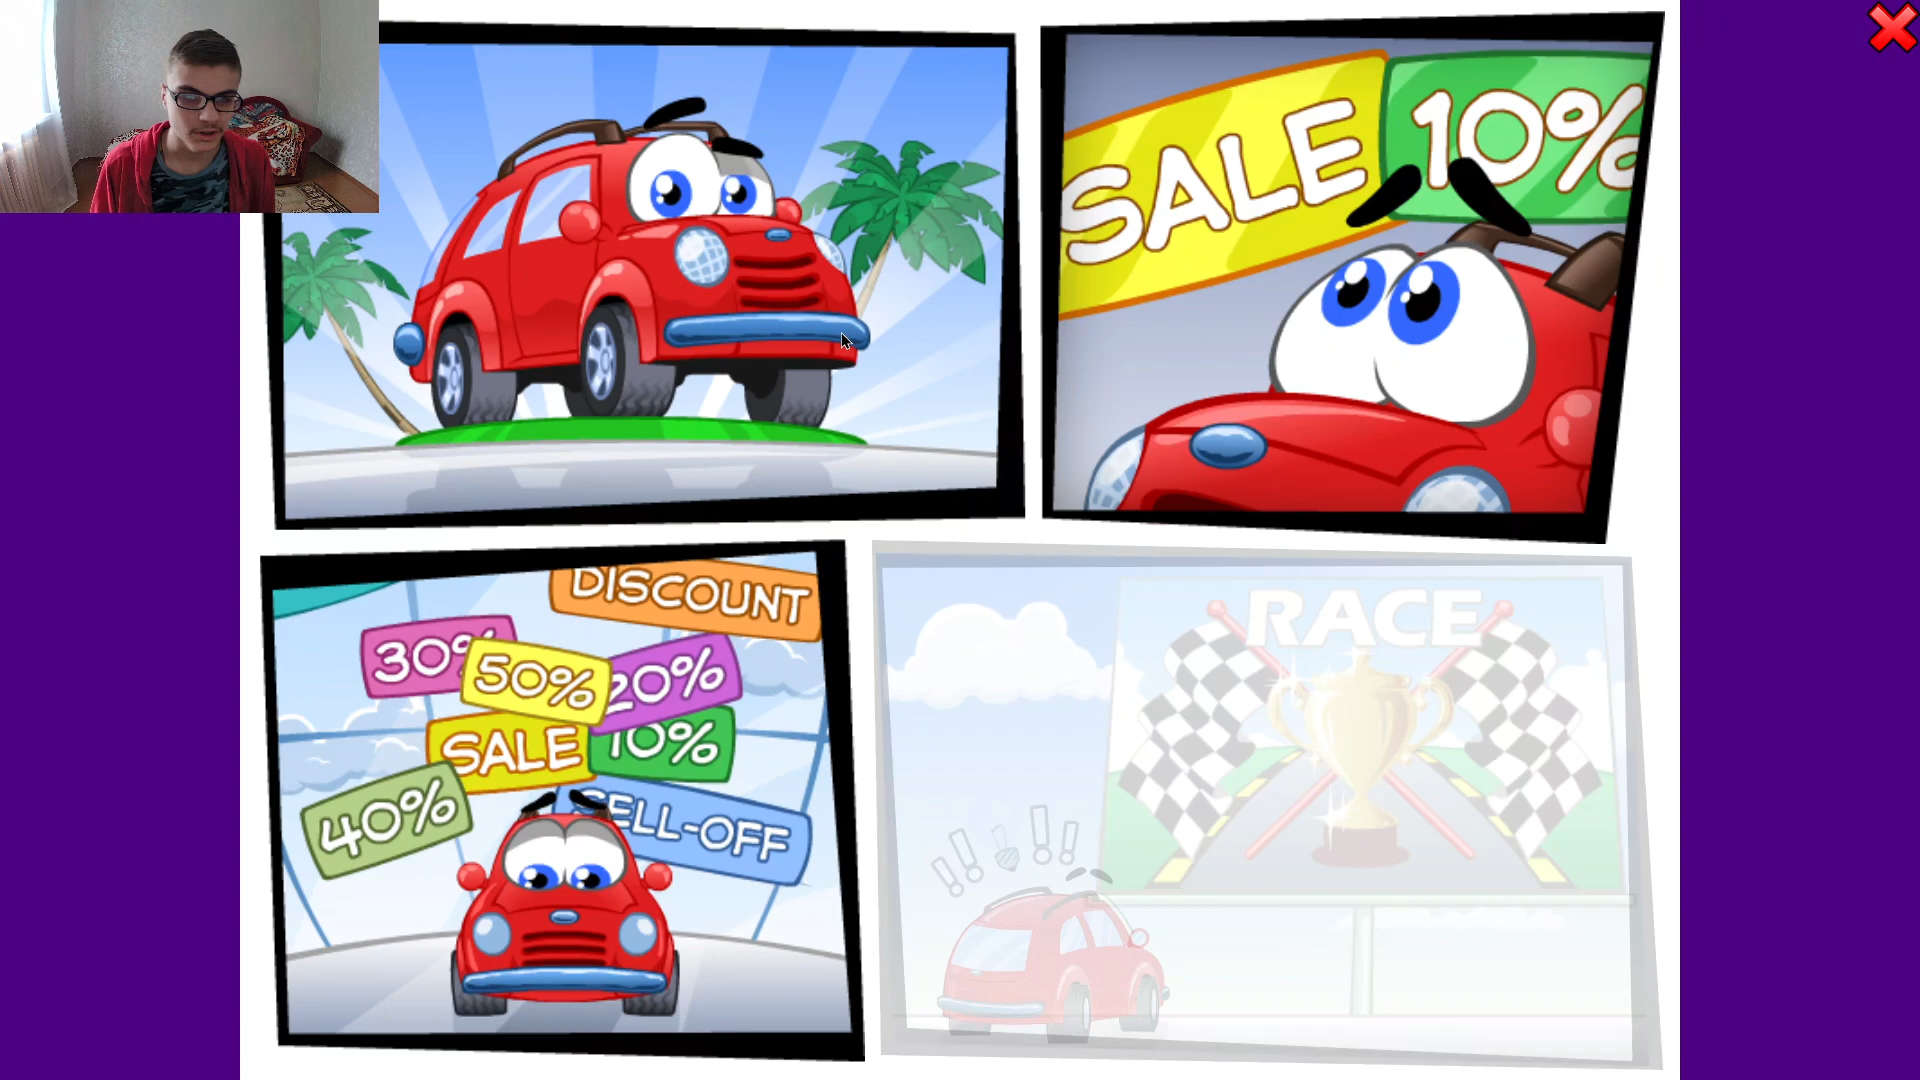 SALE 10%
DISCOUNT
30%
50%
20%
SALE
10%
40%
SELL-OFF
RACE
!! !!